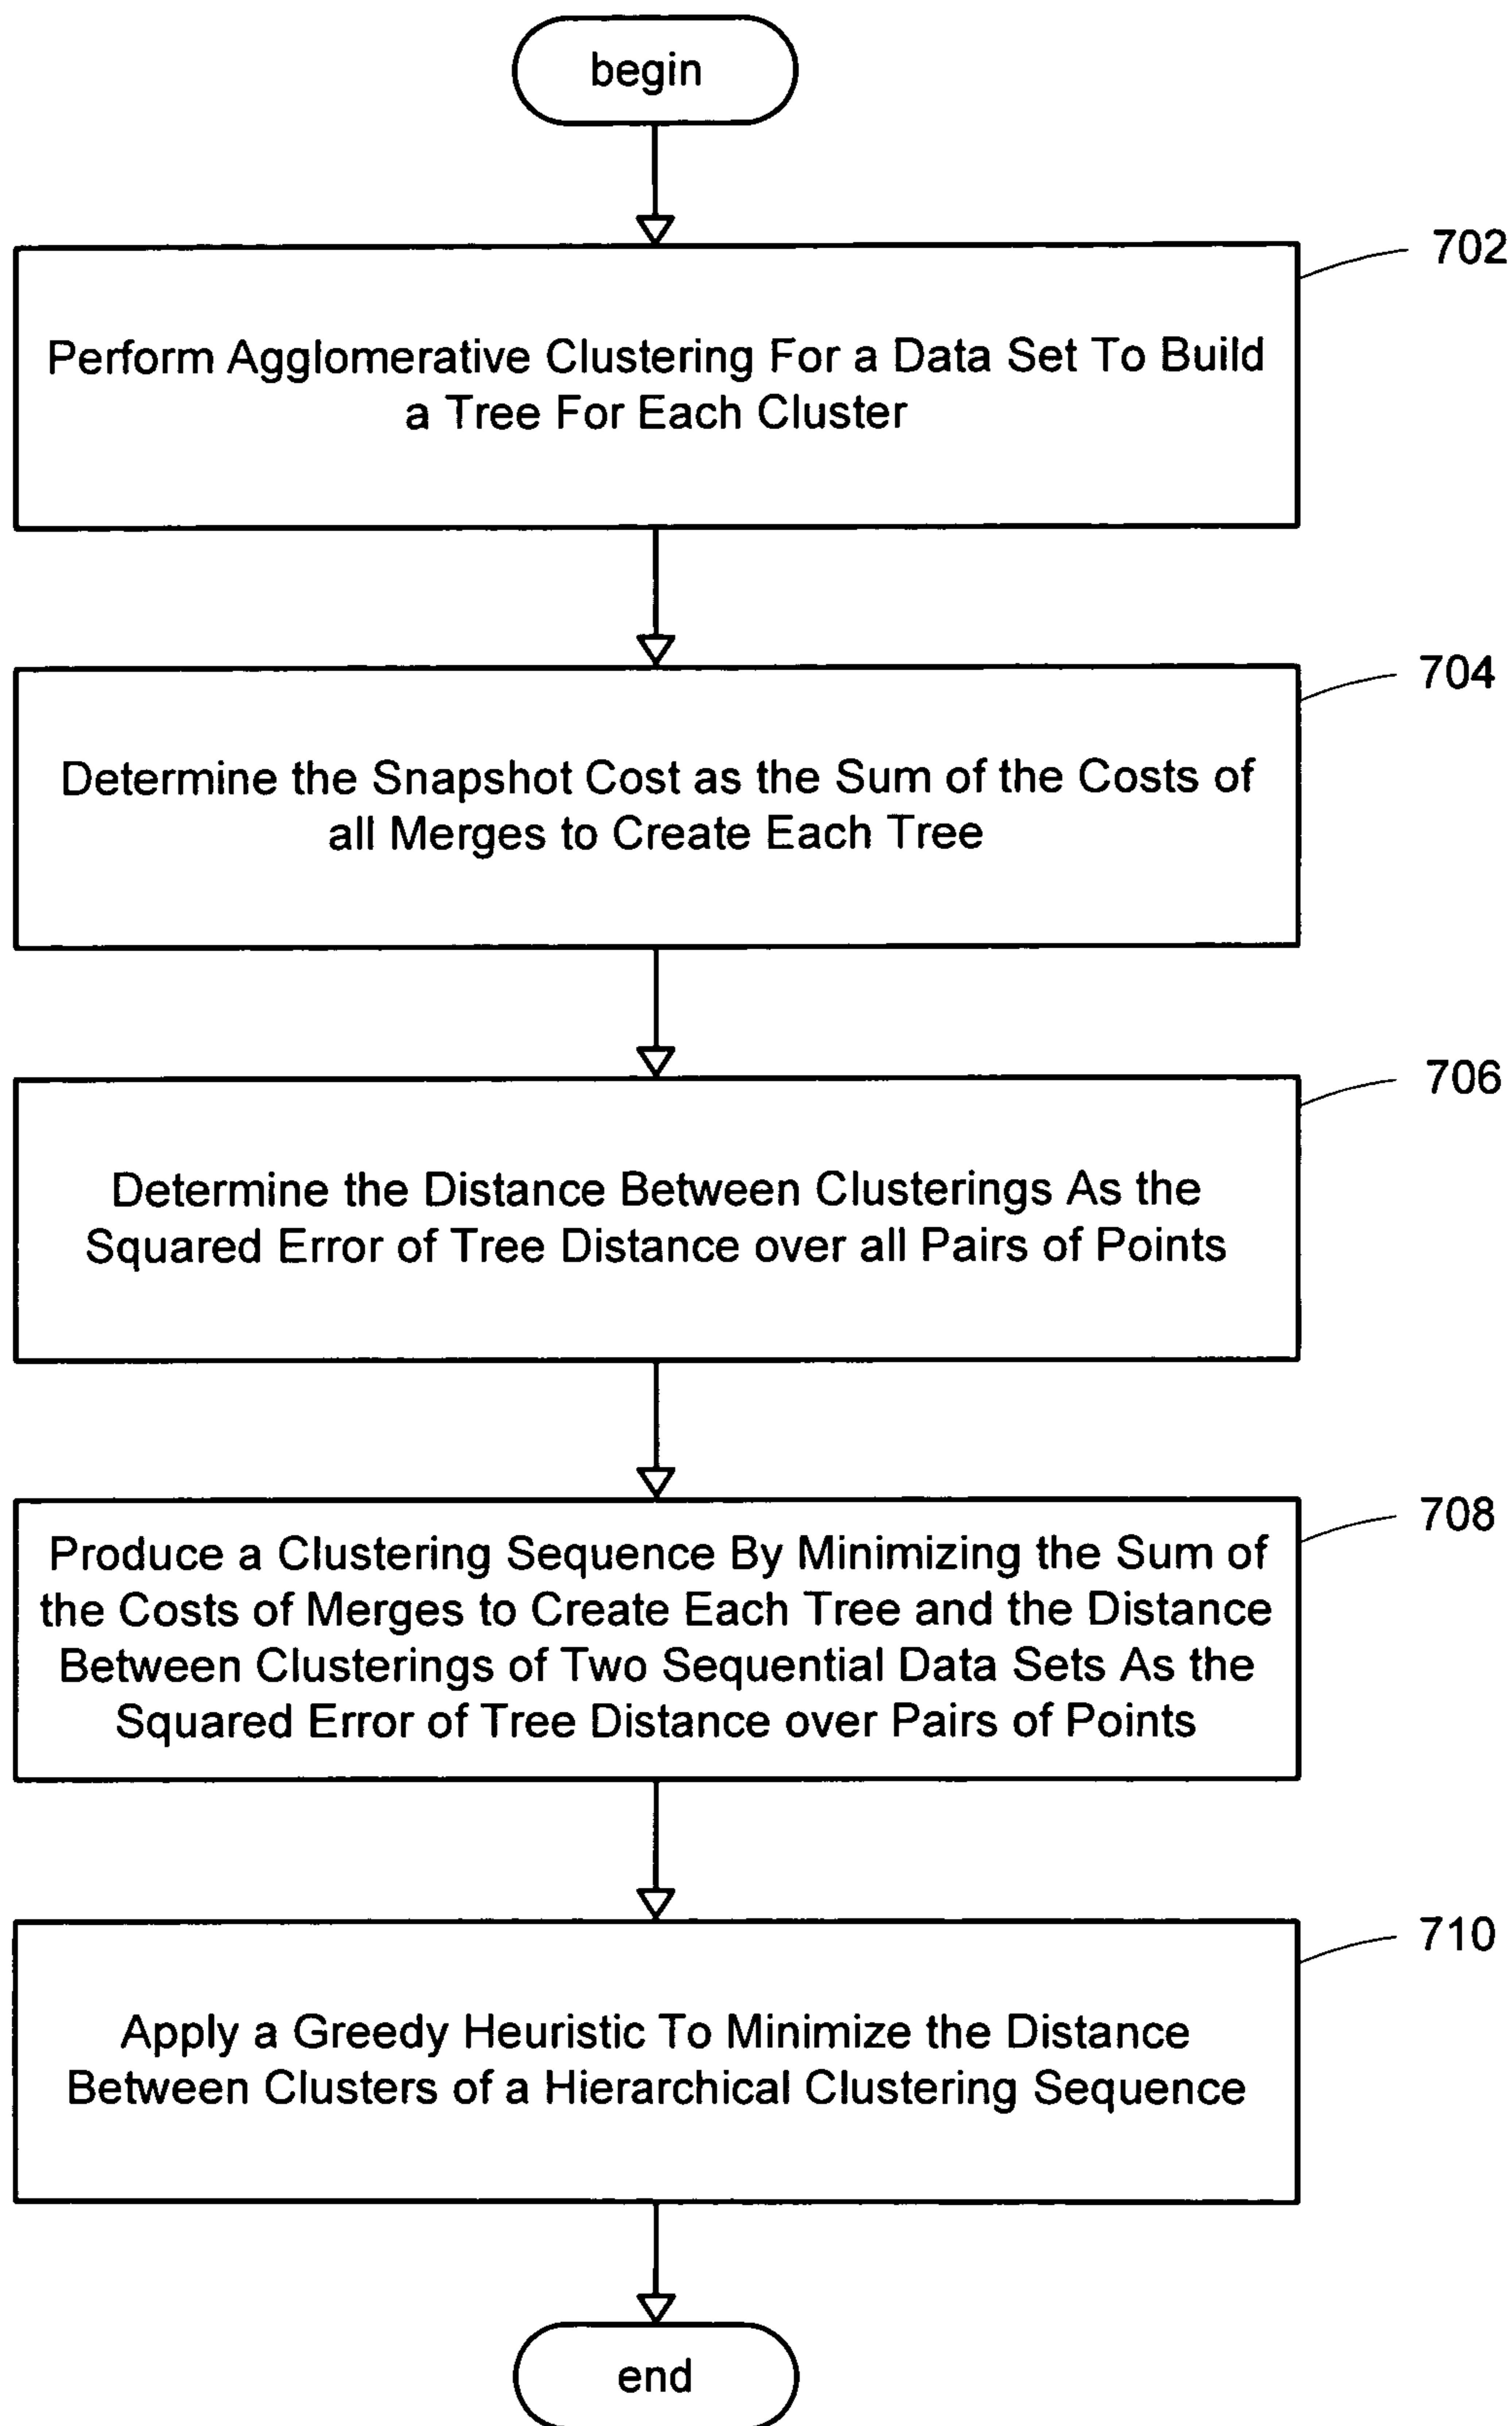 begin
702
Perform Agglomerative Clustering For a Data Set To Build
a Tree For Each Cluster
704
Determine the Snapshot Cost as the Sum of the Costs of
all Merges to Create Each Tree
706
Determine the Distance Between Clusterings As the
Squared Error of Tree Distance over all Pairs of Points
708
Produce a Clustering Sequence By Minimizing the Sum of
the Costs of Merges to Create Each Tree and the Distance
Between Clusterings of Two Sequential Data Sets As the
Squared Error of Tree Distance over Pairs of Points
710
Apply a Greedy Heuristic To Minimize the Distance
Between Clusters of a Hierarchical Clustering Sequence
end